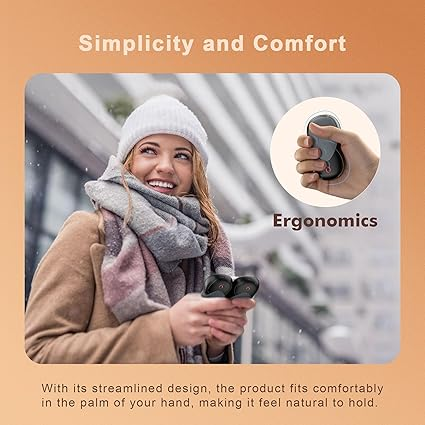 Simplicity and Comfort
Ergonomics
With its streamlined design, the product fits comfortably
in the palm of your hand, making it feel natural to hold.